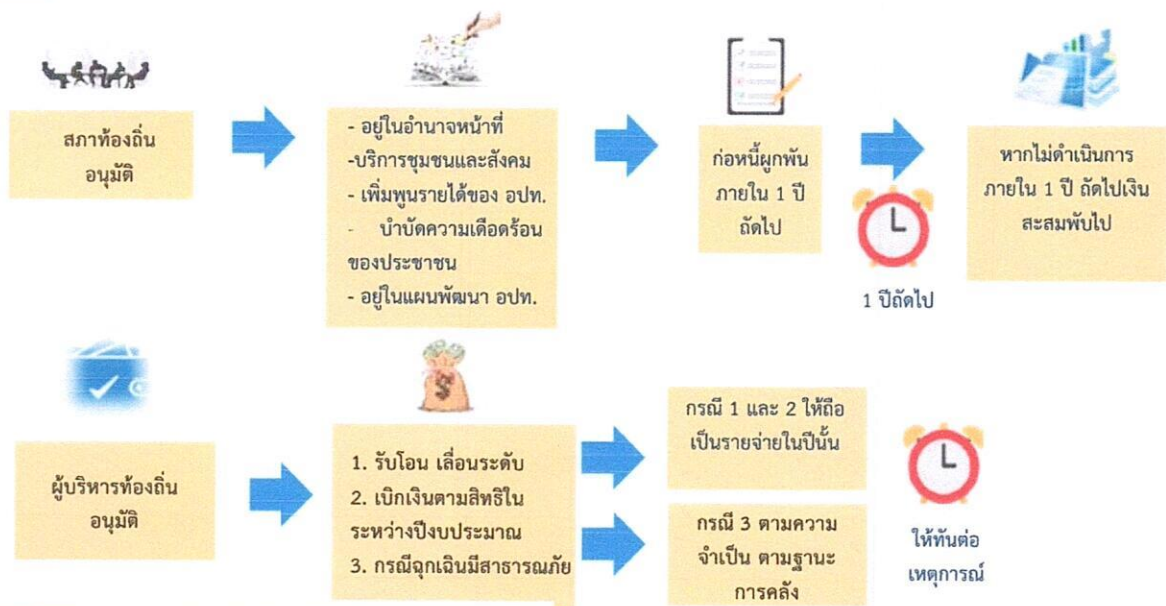 สภาท้องถิ่น
อนุมัติ
- อยู่ในอำนาจหน้าที่
-บริการชุมชนและสังคม
- เพิ่มพูนรายได้ของ อปท.
- บำบัดความเดือดร้อน
ของประชาชน
- อยู่ในแผนพัฒนา อปท.
ก่อหนี้ผูกพัน
ภายใน 1 ปี
ถัดไป
1 ปีถัดไป
หากไม่ดำเนินการ
ภายใน 1 ปี ถัดไปเงิน
สะสมพับไป
ผู้บริหารท้องถิ่น
อนุมัติ
1. รับโอน เลื่อนระดับ
2. เบิกเงินตามสิทธิใน
ระหว่างปีงบประมาณ
3. กรณีฉุกเฉินมีสาธารณภัย
กรณี 1 และ 2 ให้ถือ
เป็นรายจ่ายในปีนั้น
กรณี 3 ตามความ
จำเป็น ตามฐานะ
การคลัง
ให้ทันต่อ
เหตุการณ์